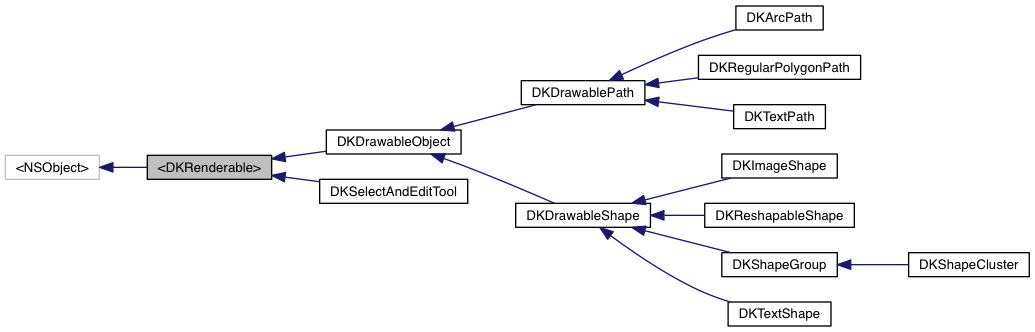 DKArcPath
DKRegularPolygonPath
DKDrawablePath
DKTextPath
DKDrawableObject
<NSObject>
<DKRenderable>
DKImageShape
DKSelectAndEditTool
DKDrawableShape
DKReshapableShape
DKShapeGroup
DKShapeCluster
DKTextShape